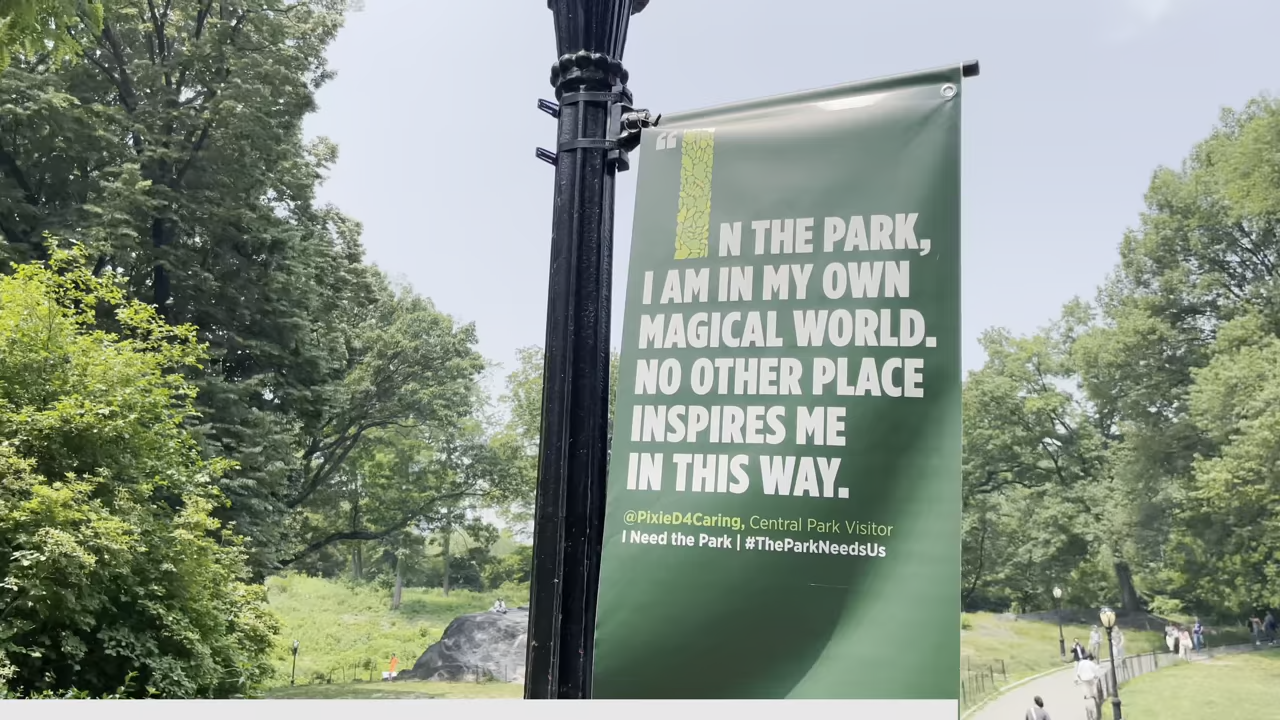 “IN THE PARK,
I AM IN MY OWN
MAGICAL WORLD.
NO OTHER PLACE
INSPIRES ME
IN THIS WAY.
@PixieD4Caring, Central Park Visitor
I Need the Park | #TheParkNeedsUs